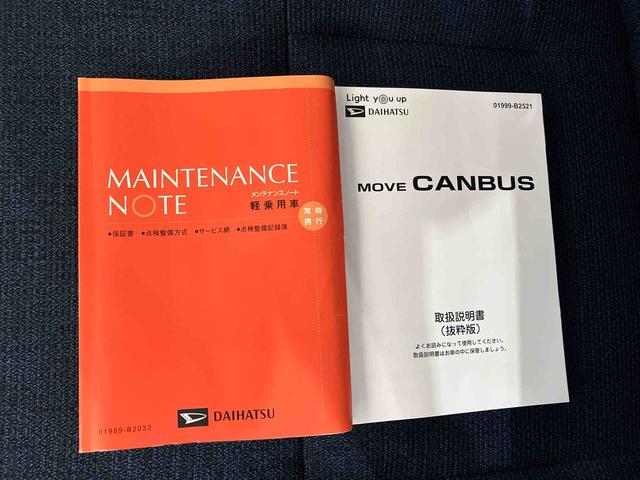 MAINTENANCE
NOTE
メンテナンスノート
軽乗用車
常時
携行
●保証書 ●点検整備方式 ●サービス網 ●点検整備記録簿
DAIHATSU
01989-B2032
Light you up
DAIHATSU
01999-B2521
MOVE CANBUS
取扱説明書
(抜粋版)
よくお読みになって使用してください。
取扱説明書はお車の中に保管しましょう。